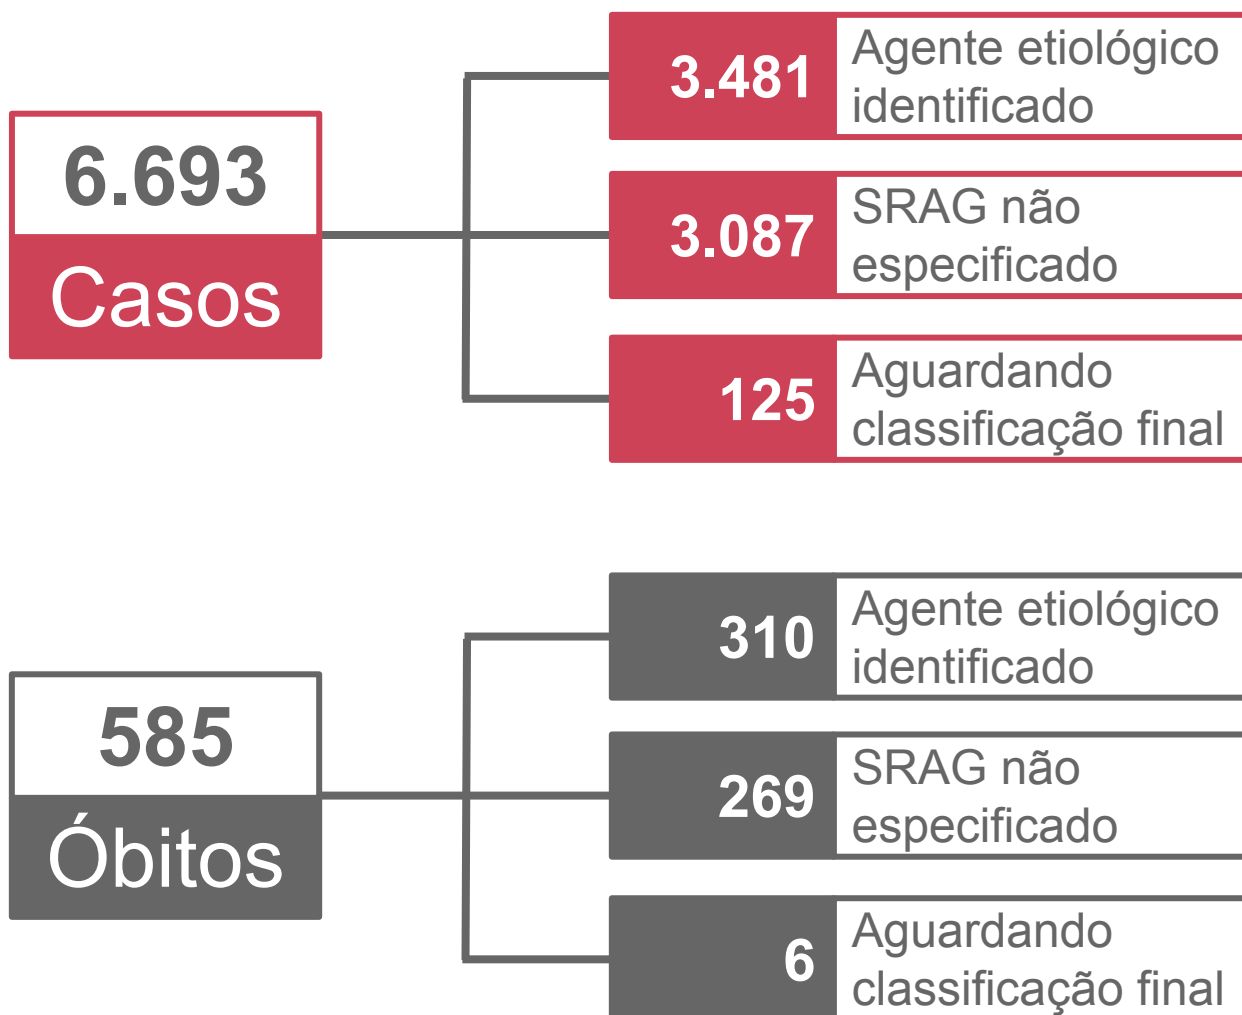 6.693
Casos
3.481
Agente etiológico
identificado
3.087
SRAG não
especificado
125
Aguardando
classificação final
585
Óbitos
310
Agente etiológico
identificado
269
SRAG não
especificado
6
Aguardando
classificação final